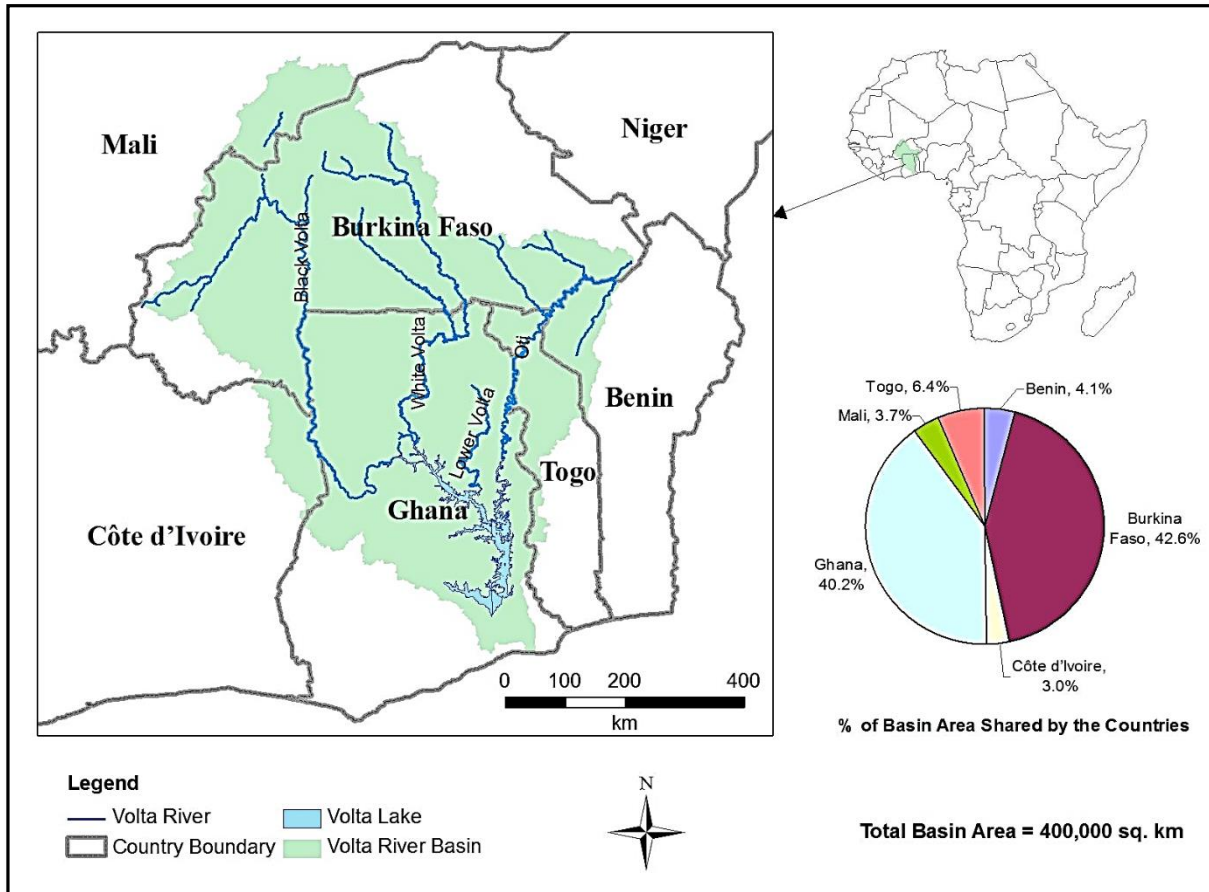 Mali
Niger
Burkina Faso
Black Volta
White Volta
Oti
Lower Volta
Benin
Togo
Ghana
Côte d’Ivoire
0 100 200 400
km
Togo, 6.4%
Benin, 4.1%
Mali, 3.7%
Burkina
Faso, 42.6%
Ghana,
40.2%
Côte d’Ivoire,
3.0%
% of Basin Area Shared by the Countries
Legend
Volta River
Volta Lake
Country Boundary
Volta River Basin
N
Total Basin Area = 400,000 sq. km